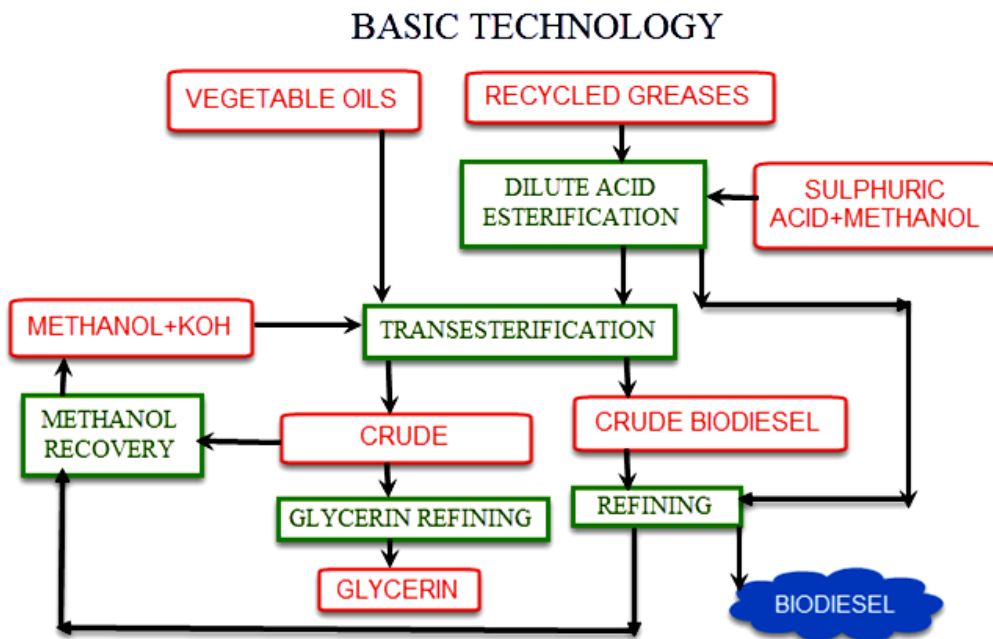 BASIC TECHNOLOGY
VEGETABLE OILS
RECYCLED GREASES
DILUTE ACID
ESTERIFICATION
SULPHURIC
ACID+METHANOL
METHANOL+KOH
TRANSESTERIFICATION
METHANOL
RECOVERY
CRUDE
CRUDE BIODIESEL
GLYCERIN REFINING
REFINING
GLYCERIN
BIODIESEL